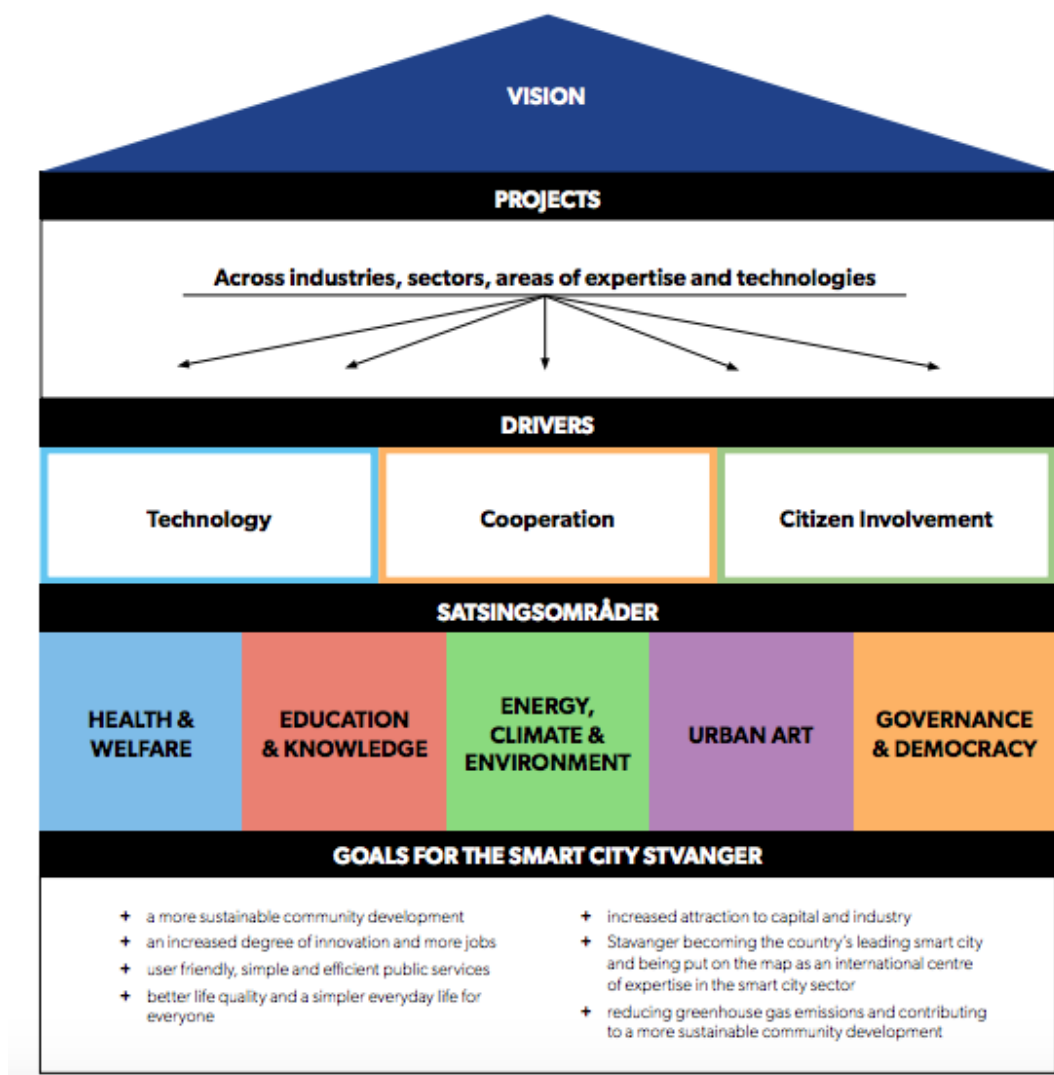 VISION
PROJECTS
Across industries, sectors, areas of expertise and technologies
DRIVERS
Technology
Cooperation
Citizen Involvement
SATSINGSOMRÅDER
HEALTH &
WELFARE
EDUCATION
& KNOWLEDGE
ENERGY,
CLIMATE &
ENVIRONMENT
URBAN ART
GOVERNANCE
& DEMOCRACY
GOALS FOR THE SMART CITY STVANGER
+ a more sustainable community development
+ an increased degree of innovation and more jobs
+ user friendly, simple and efficient public services
+ better life quality and a simpler everyday life for
everyone
+ increased attraction to capital and industry
+ Stavanger becoming the country's leading smart city
and being put on the map as an international centre
of expertise in the smart city sector
+ reducing greenhouse gas emissions and contributing
to a more sustainable community development